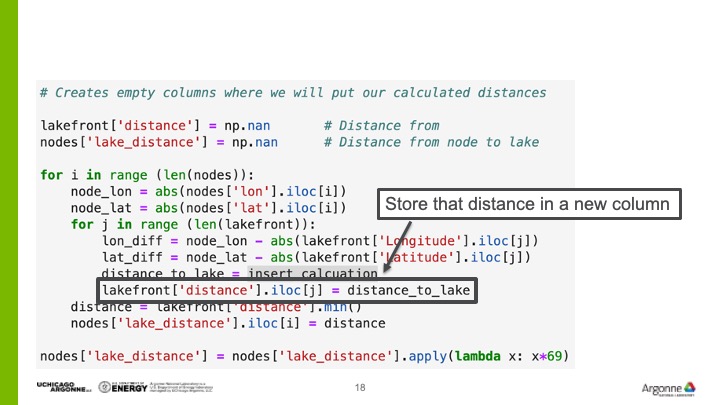 # Creates empty columns where we will put our calculated distances
lakefront['distance'] = np.nan # Distance from
nodes['lake_distance'] = np.nan # Distance from node to lake
for i in range (len(nodes)):
node_lon = abs(nodes['lon'].iloc[i])
node_lat = abs(nodes['lat'].iloc[i])
Store that distance in a new column
for j in range (len(lakefront)):
lon_diff = node_lon - abs(lakefront['Longitude'].iloc[j])
lat_diff = node_lat - abs(lakefront['Latitude'].iloc[j])
distance_to_lake = insert_calcuation
lakefront['distance'].iloc[j] = distance_to_lake
distance = lakefront['distance'].min()
nodes['lake_distance'].iloc[i] = distance
nodes['lake_distance'] = nodes['lake_distance'].apply(lambda x: x*69)
UCHICAGO
ARGONNE LLC
U.S. DEPARTMENT OF
ENERGY
Argonne National Laboratory is a
U.S. Department of Energy laboratory
managed by UChicago Argonne, LLC.
18
Argonne
NATIONAL LABORATORY